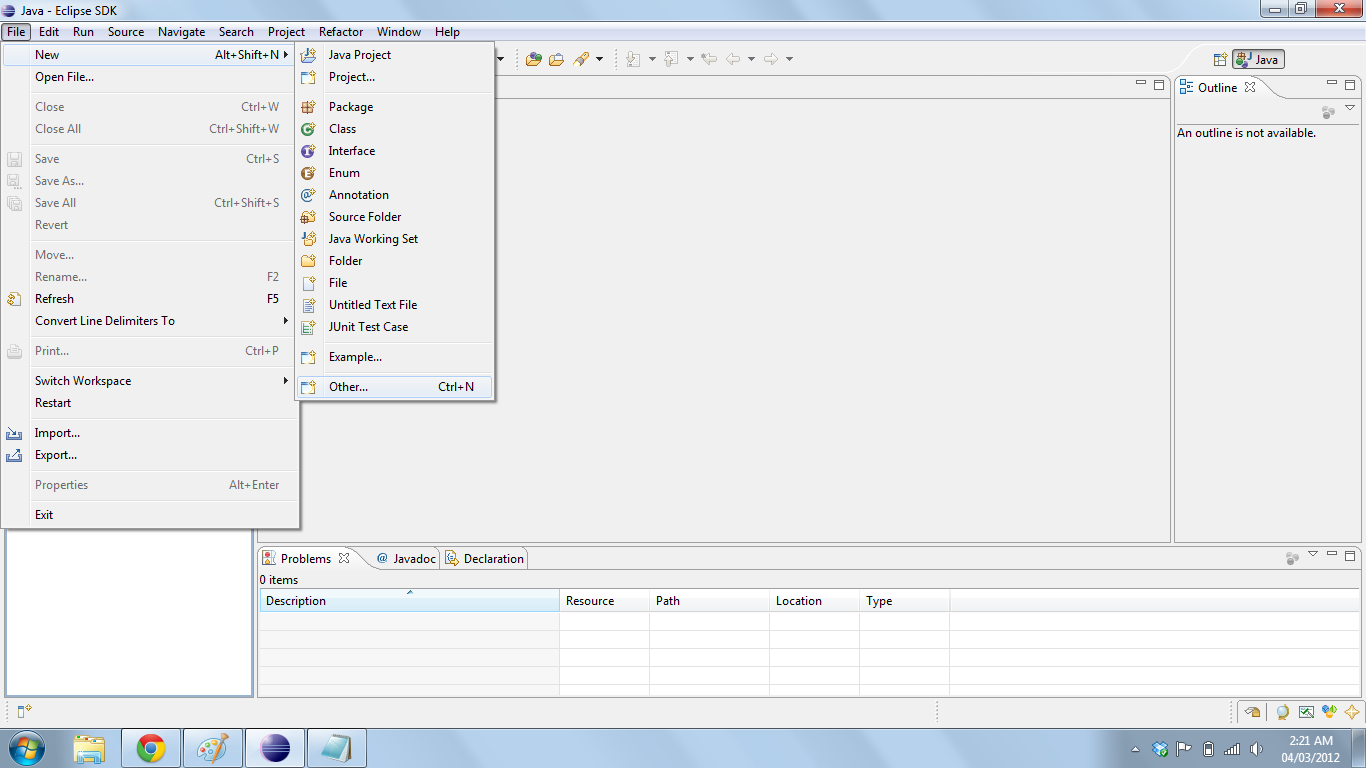 Java - Eclipse SDK
File Edit Run Source Navigate Search Project Refactor Window Help
New Alt+Shift+N
Open File...
Close Ctrl+W
Close All Ctrl+Shift+W
Save Ctrl+S
Save As...
Save All Ctrl+Shift+S
Revert
Move...
Rename... F2
Refresh F5
Convert Line Delimiters To
Print... Ctrl+P
Switch Workspace
Restart
Import...
Export...
Properties Alt+Enter
Exit
Java Project
Project...
Package
Class
Interface
Enum
Annotation
Source Folder
Java Working Set
Folder
File
Untitled Text File
JUnit Test Case
Example...
Other... Ctrl+N
Java
Outline
An outline is not available.
Problems @ Javadoc Declaration
0 items
Description Resource Path Location Type
2:21 AM
04/03/2012